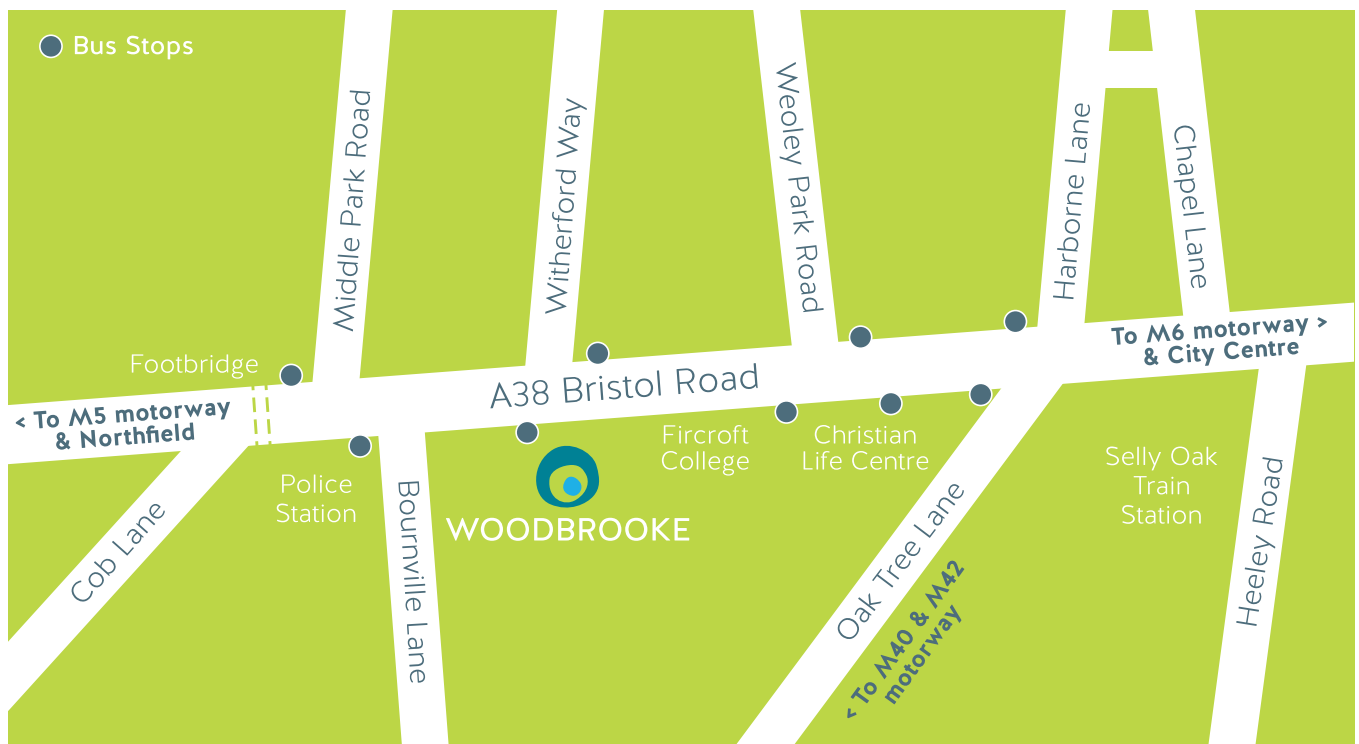 Bus Stops
Middle Park Road
Witherford Way
Weoley Park Road
Harborne Lane
Chapel Lane
To M6 motorway >
& City Centre
Footbridge
A38 Bristol Road
< To M5 motorway
& Northfield
Fircroft
College
Christian
Life Centre
Selly Oak
Train
Station
Police
Station
WOODBROOKE
Cob Lane
Bournville Lane
Oak Tree Lane
< To M40 & M42
motorway
Heeley Road